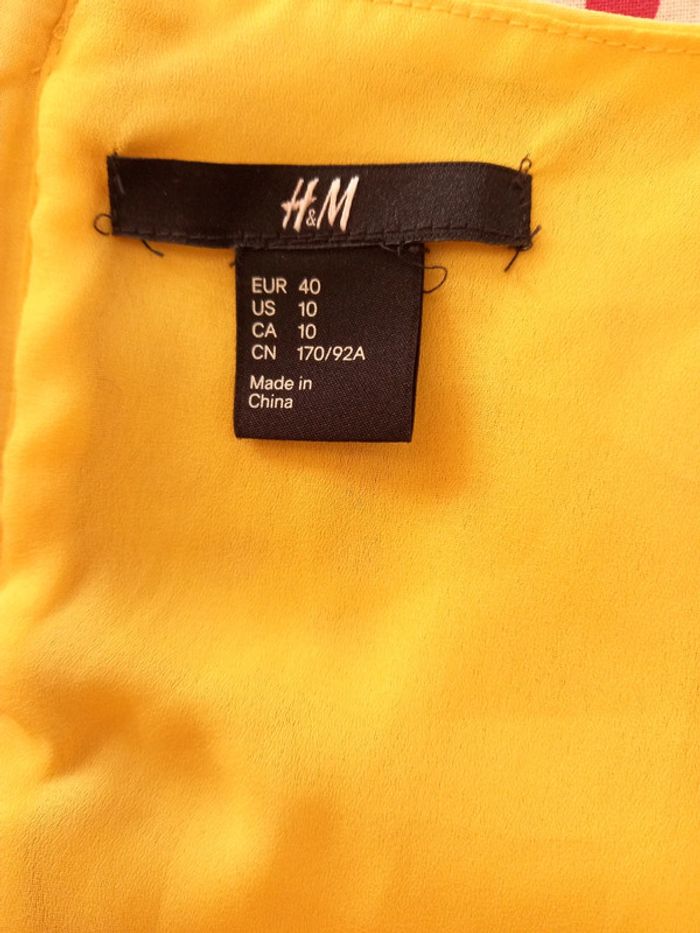 H&M
EUR 40
US 10
CA 10
CN 170/92A
Made in
China